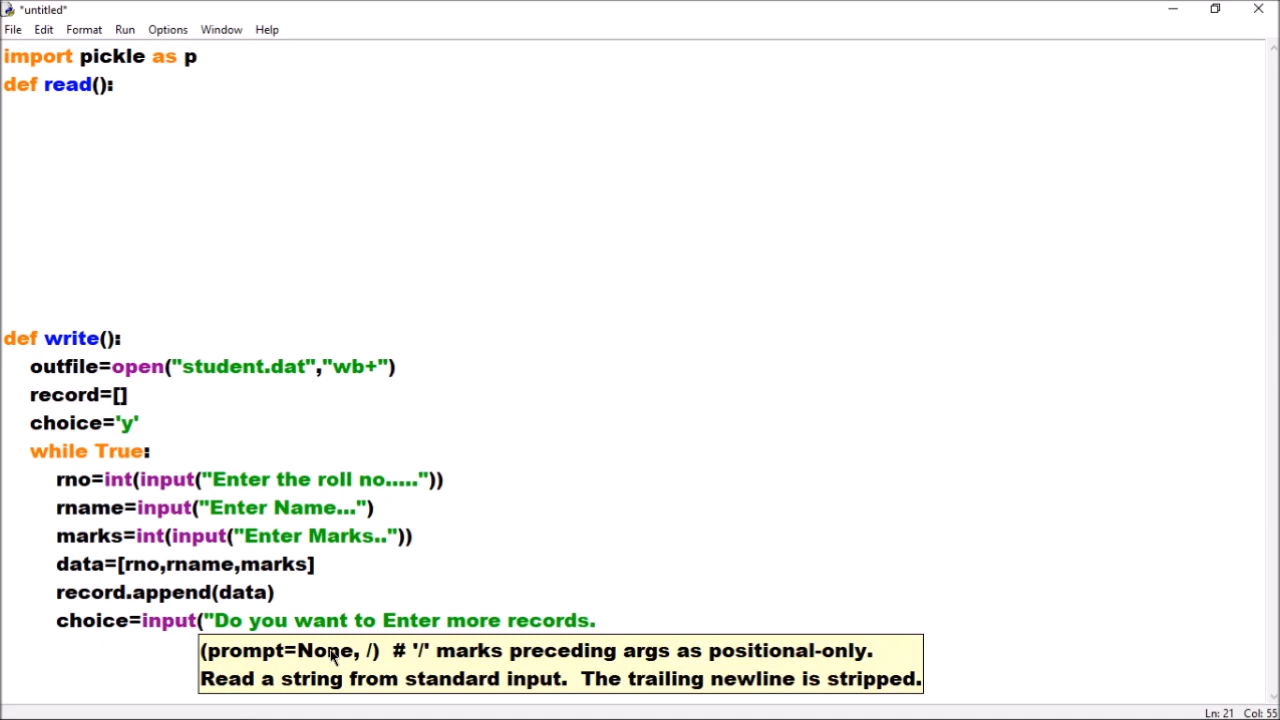 *untitled*
File Edit Format Run Options Window Help
import pickle as p
def read():
def write():
outfile=open("student.dat","wb+")
record=[]
choice='y'
while True:
rno=int(input("Enter the roll no....."))
rname=input("Enter Name...")
marks=int(input("Enter Marks.."))
data=[rno,rname,marks]
record.append(data)
choice=input("Do you want to Enter more records.
(prompt=None, /)  # '/' marks preceding args as positional-only.
Read a string from standard input.  The trailing newline is stripped.
Ln: 21 Col: 55